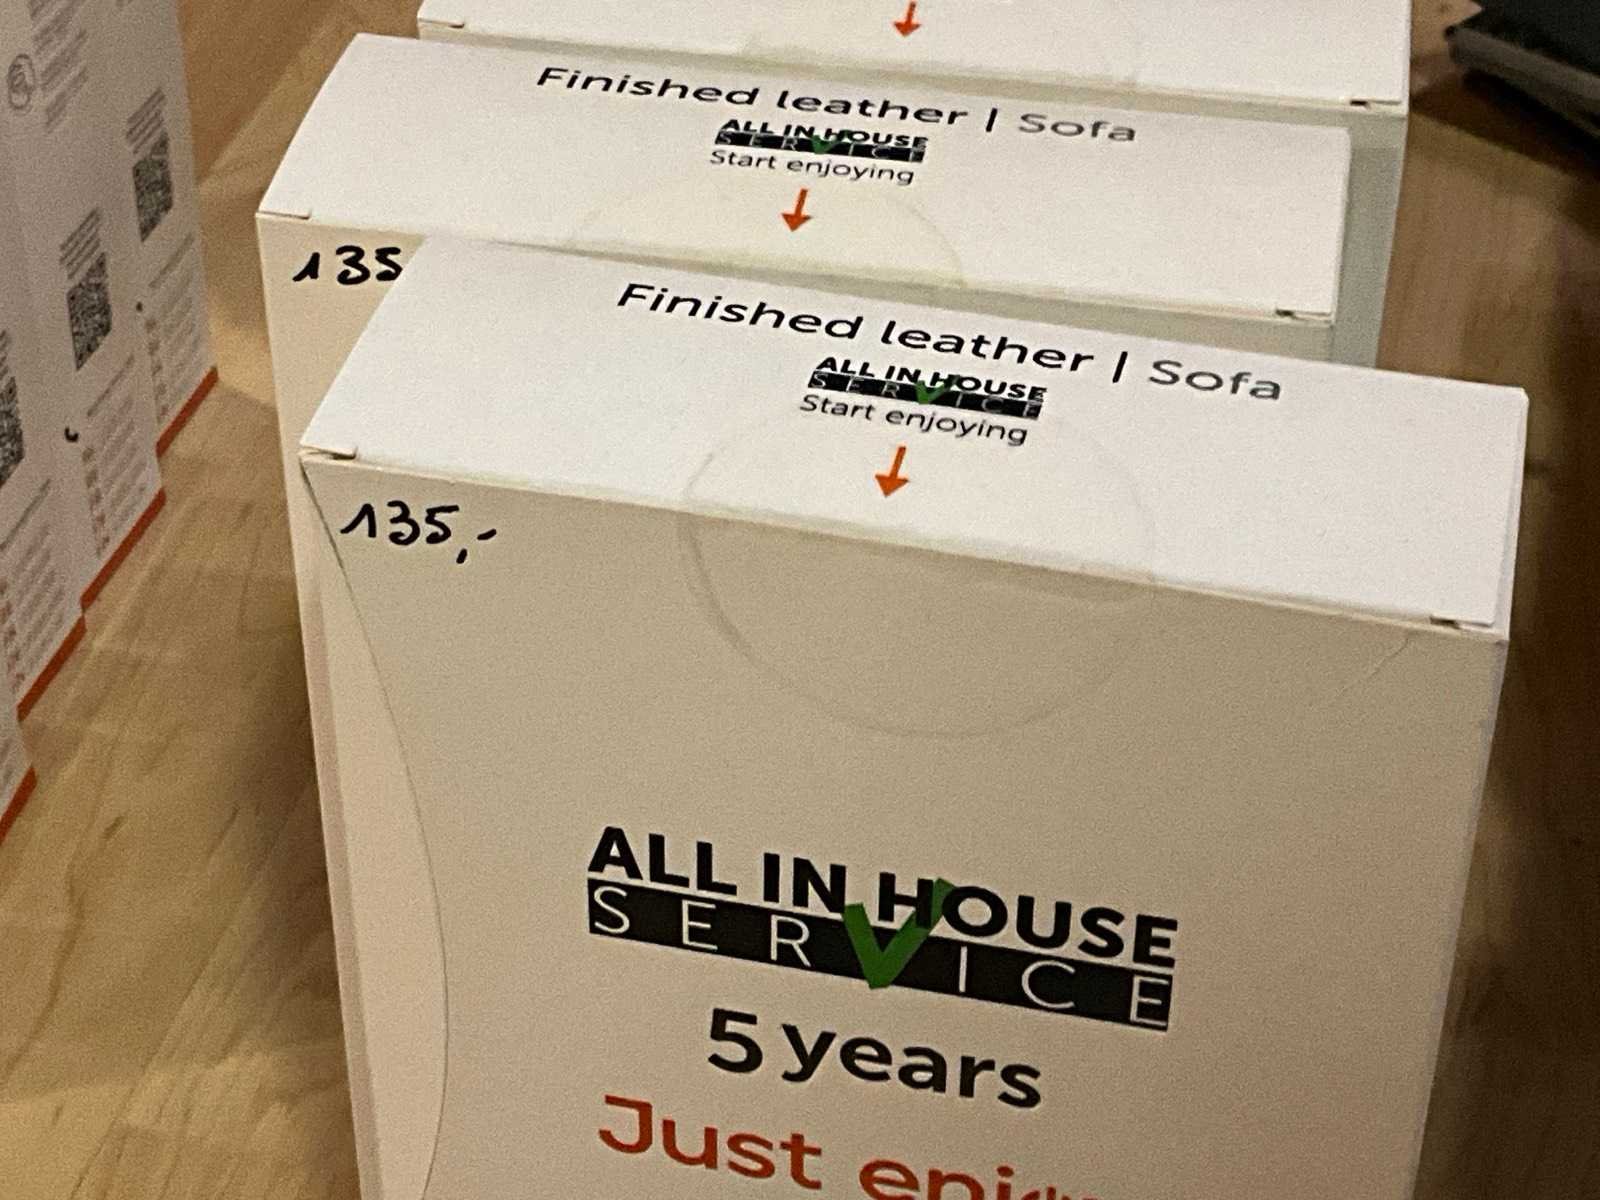 Finished leather | Sofa
ALL IN HOUSE
SERVICE
Start enjoying
135
Finished leather | Sofa
ALL IN HOUSE
SERVICE
Start enjoying
135,-
ALL IN HOUSE
SERVICE
5 years
Just